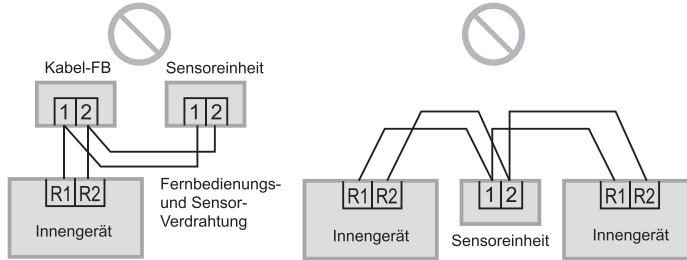 Kabel-FB
Sensoreinheit
1 2
1 2
R1 R2
Innengerät
Fernbedienungs-
und Sensor-
Verdrahtung
R1 R2
Innengerät
1 2
Sensoreinheit
R1 R2
Innengerät